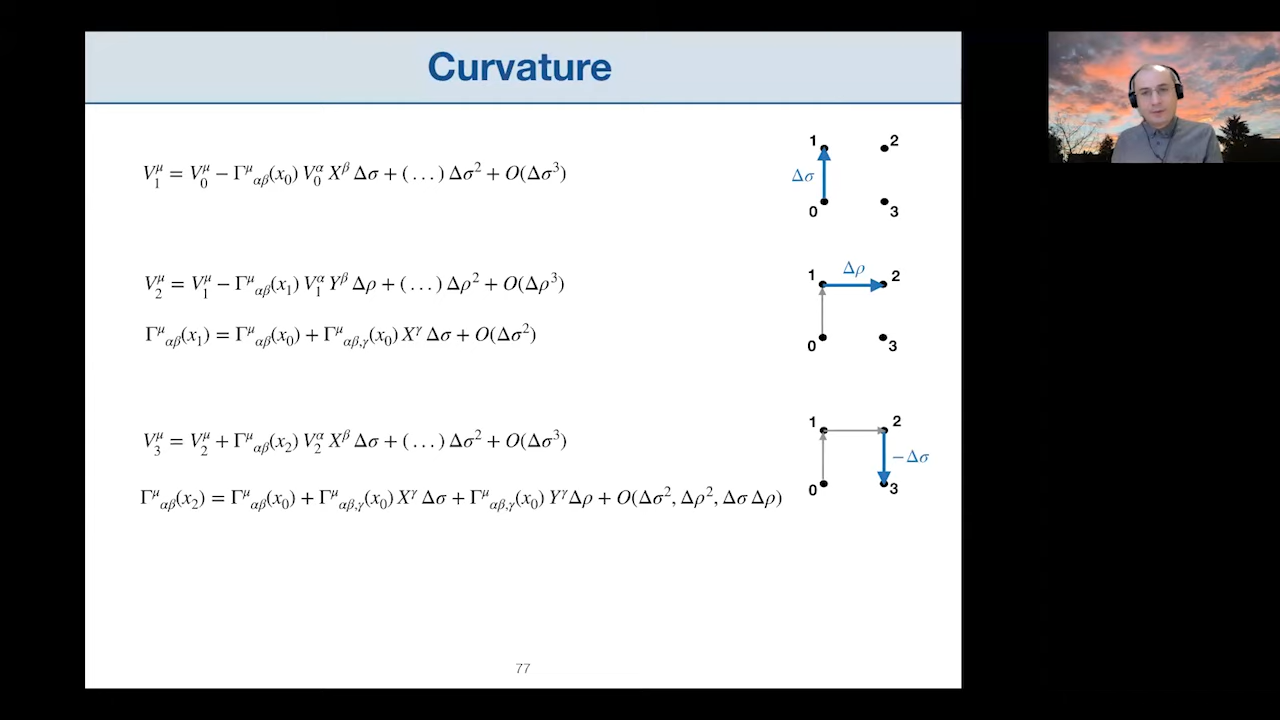 Curvature
V₁^μ = V₀^μ − Γ^μ_αβ(x₀) V₀^α X^β Δσ + (...) Δσ² + O(Δσ³)
1 2
Δσ
0 3
V₂^μ = V₁^μ − Γ^μ_αβ(x₁) V₁^α Y^β Δρ + (...) Δρ² + O(Δρ³)
Δρ
1 2
Γ^μ_αβ(x₁) = Γ^μ_αβ(x₀) + Γ^μ_αβ,γ(x₀) X^γ Δσ + O(Δσ²)
0 3
V₃^μ = V₂^μ + Γ^μ_αβ(x₂) V₂^α X^β Δσ + (...) Δσ² + O(Δσ³)
1 2
−Δσ
Γ^μ_αβ(x₂) = Γ^μ_αβ(x₀) + Γ^μ_αβ,γ(x₀) X^γ Δσ + Γ^μ_αβ,γ(x₀) Y^γ Δρ + O(Δσ², Δρ², Δσ Δρ)
0 3
77